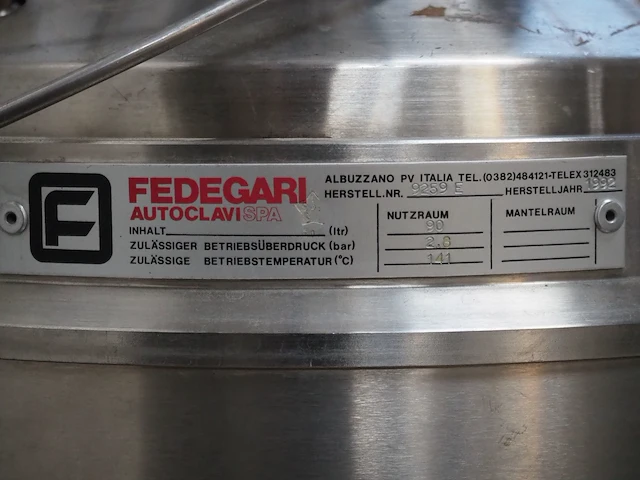 FEDEGARI
AUTOCLAVI SPA
ALBUZZANO PV ITALIA TEL.(0382)484121-TELEX 312483
HERSTELL.NR. 9259 E HERSTELLJAHR 1992
NUTZRAUM MANTELRAUM
INHALT (ltr) 90
ZULÄSSIGER BETRIEBSÜBERDRUCK (bar) 2.8
ZULÄSSIGE BETRIEBSTEMPERATUR (°C) 141